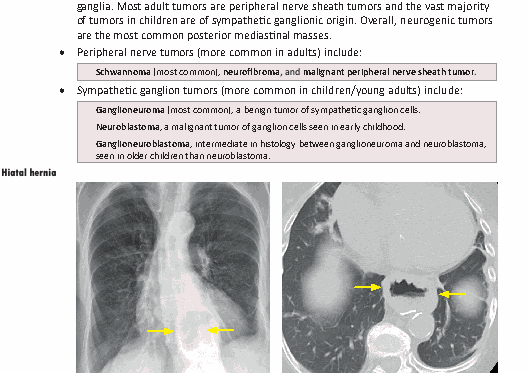 ganglia. Most adult tumors are peripheral nerve sheath tumors and the vast majority
of tumors in children are of sympathetic ganglionic origin. Overall, neurogenic tumors
are the most common posterior mediastinal masses.
• Peripheral nerve tumors (more common in adults) include:
Schwannoma (most common), neurofibroma, and malignant peripheral nerve sheath tumor.
• Sympathetic ganglion tumors (more common in children/young adults) include:
Ganglioneuroma (most common), a benign tumor of sympathetic ganglion cells.
Neuroblastoma, a malignant tumor of ganglion cells seen in early childhood.
Ganglioneuroblastoma, intermediate in histology between ganglioneuroma and neuroblastoma,
seen in older children than neuroblastoma.
Hiatal hernia